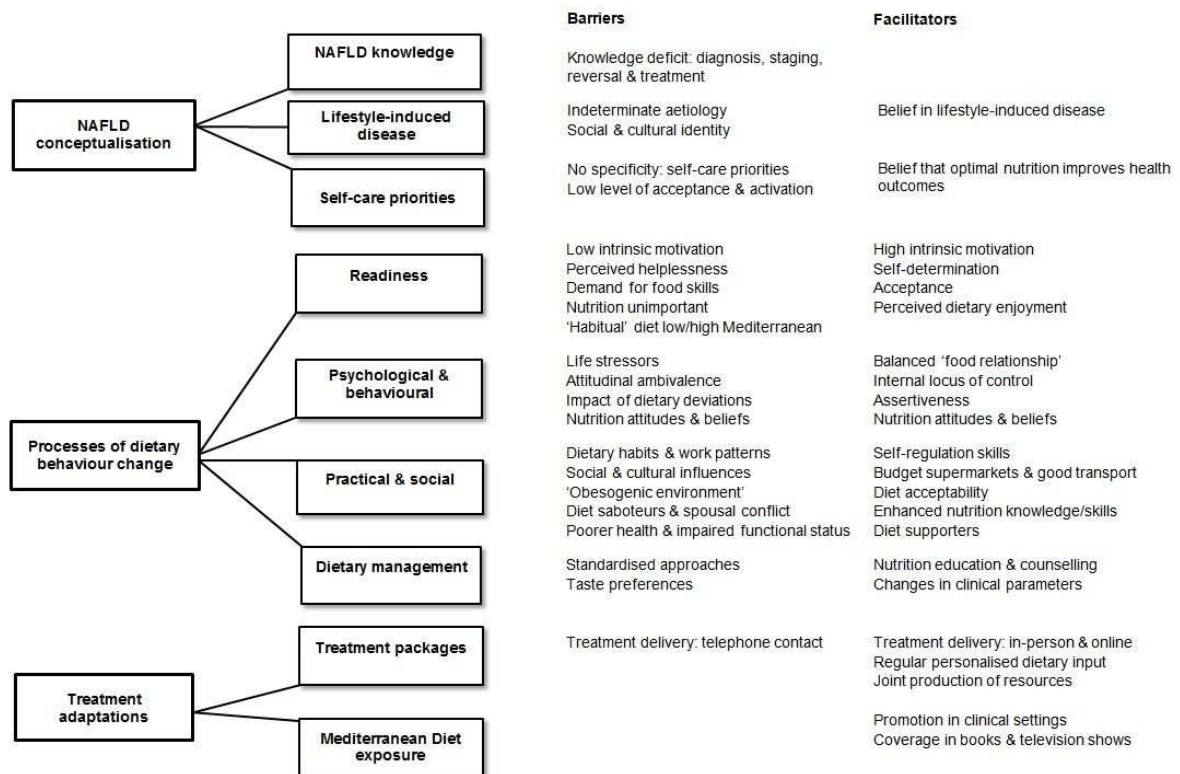 Barriers
Facilitators
NAFLD
conceptualisation
NAFLD knowledge
Knowledge deficit: diagnosis, staging,
reversal & treatment
Lifestyle-induced
disease
Indeterminate aetiology
Social & cultural identity
Belief in lifestyle-induced disease
Self-care priorities
No specificity: self-care priorities
Low level of acceptance & activation
Belief that optimal nutrition improves health
outcomes
Processes of dietary
behaviour change
Readiness
Low intrinsic motivation
Perceived helplessness
Demand for food skills
Nutrition unimportant
‘Habitual’ diet low/high Mediterranean
High intrinsic motivation
Self-determination
Acceptance
Perceived dietary enjoyment
Psychological &
behavioural
Life stressors
Attitudinal ambivalence
Impact of dietary deviations
Nutrition attitudes & beliefs
Balanced ‘food relationship’
Internal locus of control
Assertiveness
Nutrition attitudes & beliefs
Practical & social
Dietary habits & work patterns
Social & cultural influences
‘Obesogenic environment’
Diet saboteurs & spousal conflict
Poorer health & impaired functional status
Self-regulation skills
Budget supermarkets & good transport
Diet acceptability
Enhanced nutrition knowledge/skills
Diet supporters
Dietary management
Standardised approaches
Taste preferences
Nutrition education & counselling
Changes in clinical parameters
Treatment
adaptations
Treatment packages
Treatment delivery: telephone contact
Treatment delivery: in-person & online
Regular personalised dietary input
Joint production of resources
Mediterranean Diet
exposure
Promotion in clinical settings
Coverage in books & television shows